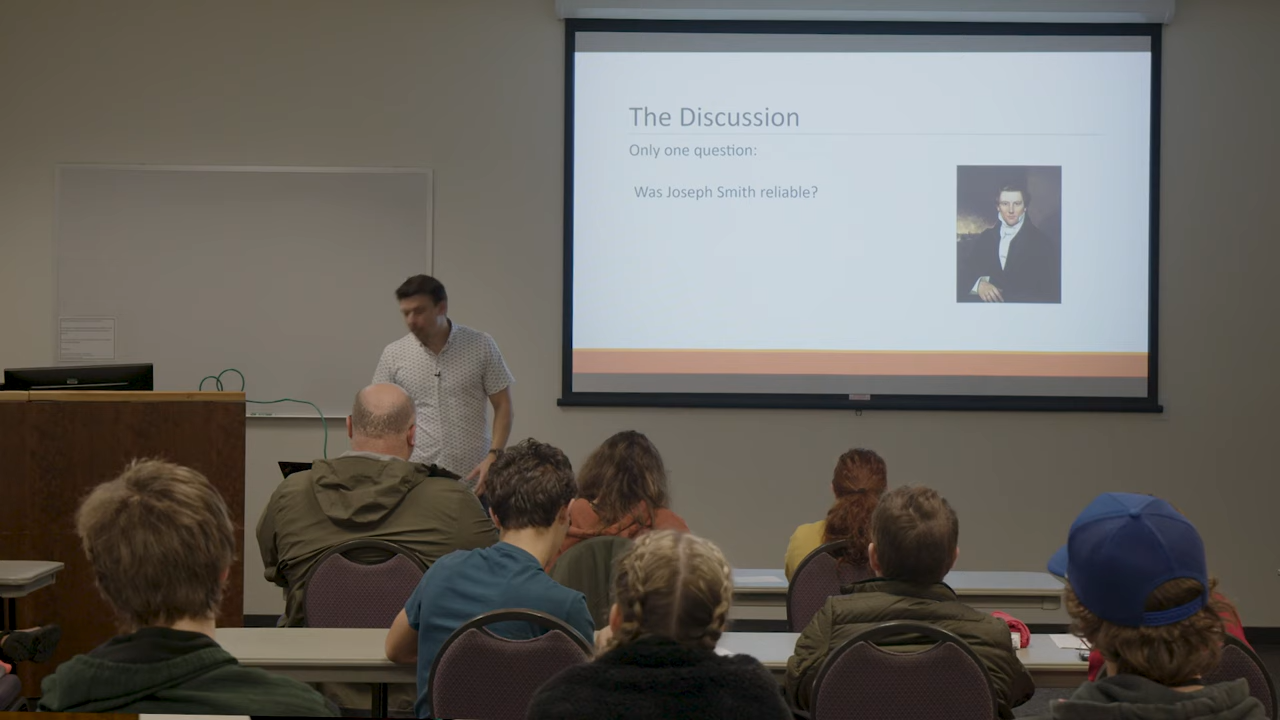 The Discussion
Only one question:
Was Joseph Smith reliable?